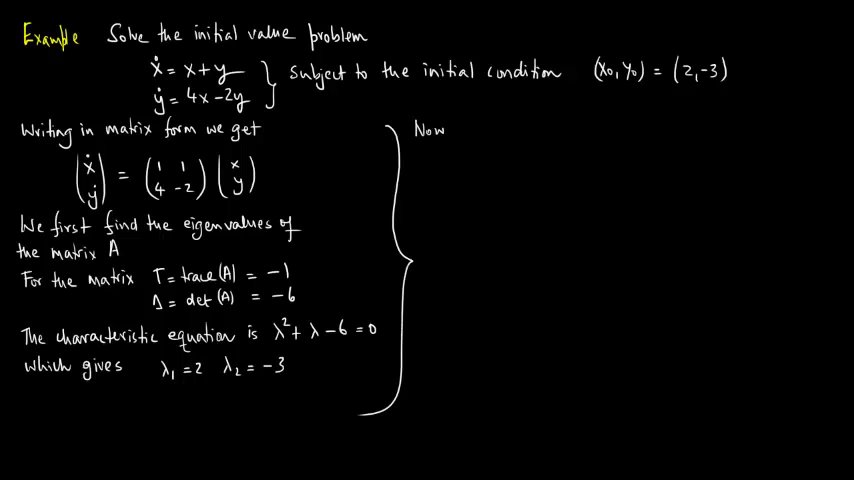 Example Solve the initial value problem
ẋ = x + y
ẏ = 4x - 2y
} subject to the initial condition (x₀, y₀) = (2, -3)
Writing in matrix form we get
(ẋ ẏ) = (1 1 4 -2) (x y)
We first find the eigenvalues of
the matrix A
For the matrix T = trace(A) = -1
Δ = det(A) = -6
The characteristic equation is λ² + λ - 6 = 0
which gives λ₁ = 2 λ₂ = -3
Now